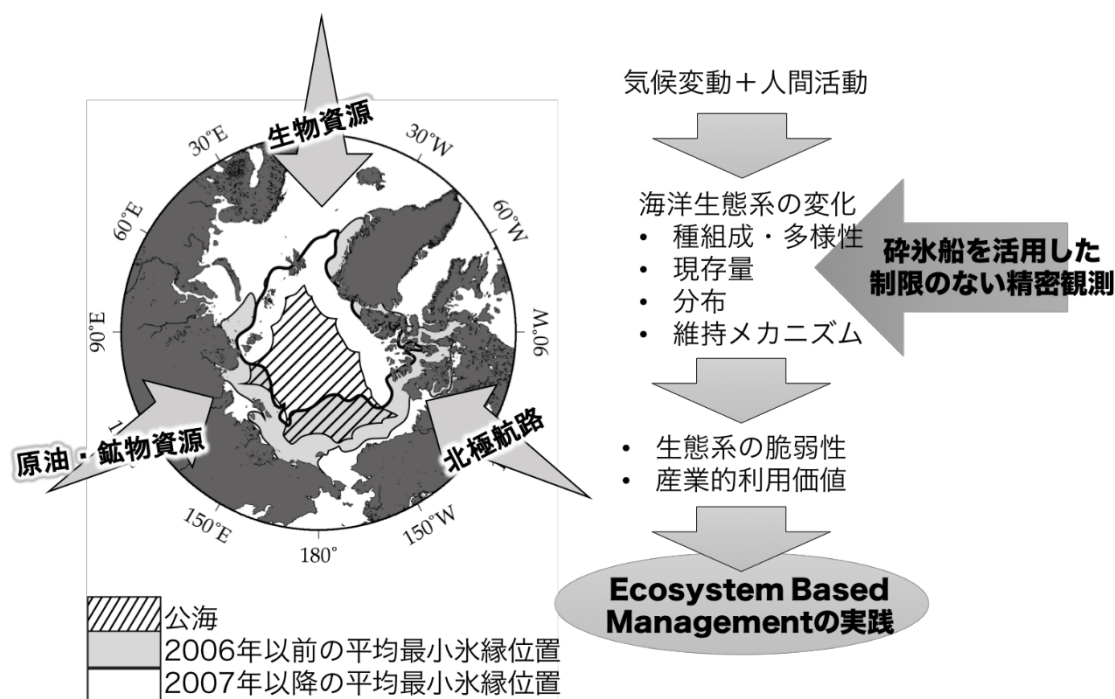 生物資源
30°E
30°W
60°E
60°W
90°E
90°W
原油・鉱物資源
北極航路
150°E
150°W
180°
公海
2006年以前の平均最小氷縁位置
2007年以降の平均最小氷縁位置
気候変動＋人間活動
海洋生態系の変化
• 種組成・多様性
• 現存量
• 分布
• 維持メカニズム
砕氷船を活用した
制限のない精密観測
• 生態系の脆弱性
• 産業的利用価値
Ecosystem Based
Managementの実践